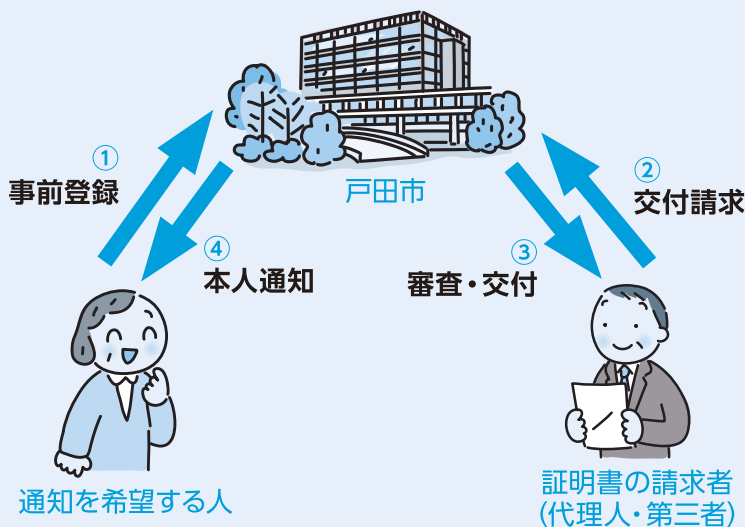 戸田市
①
事前登録
②
交付請求
③
審査・交付
④
本人通知
通知を希望する人
証明書の請求者
(代理人・第三者)